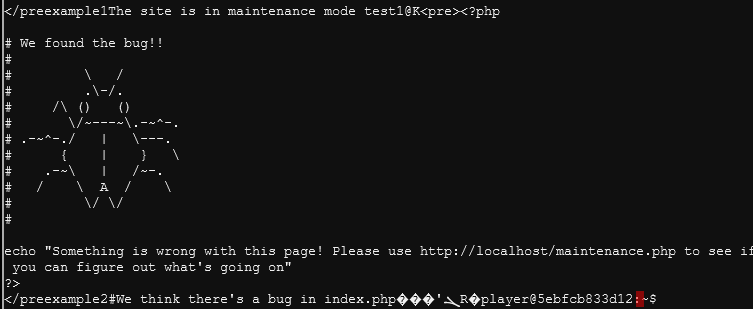 </preexample1The site is in maintenance mode test1@K<pre><?php
# We found the bug!!
#
#         \   /
#         .\-/.
#     /\ ()   ()
#       \/~---~\.-~^-.
# .-~^-./   |   \---.
#      {    |    }   \
#    .-~\   |   /~-.
#   /    \  A  /    \
#         \/ \/
#
echo "Something is wrong with this page! Please use http://localhost/maintenance.php to see if
 you can figure out what's going on"
?>
</preexample2#We think there's a bug in index.php���'R�player@5ebfcb833d12:~$